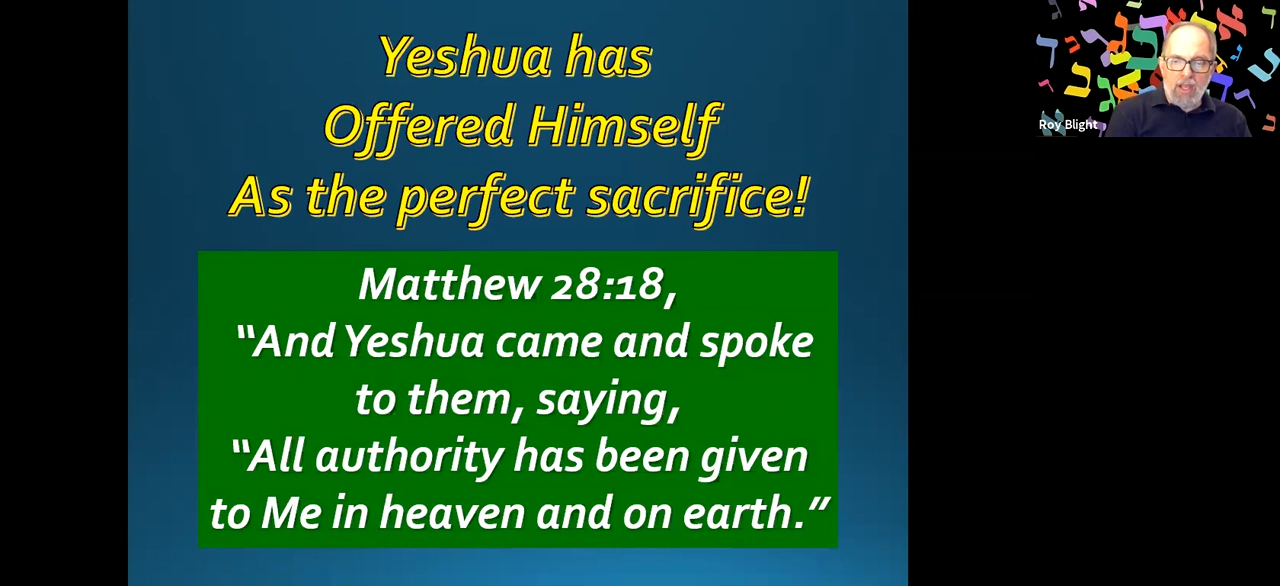 Yeshua has
Offered Himself
As the perfect sacrifice!
Matthew 28:18,
“And Yeshua came and spoke
to them, saying,
“All authority has been given
to Me in heaven and on earth.”
Roy Blight